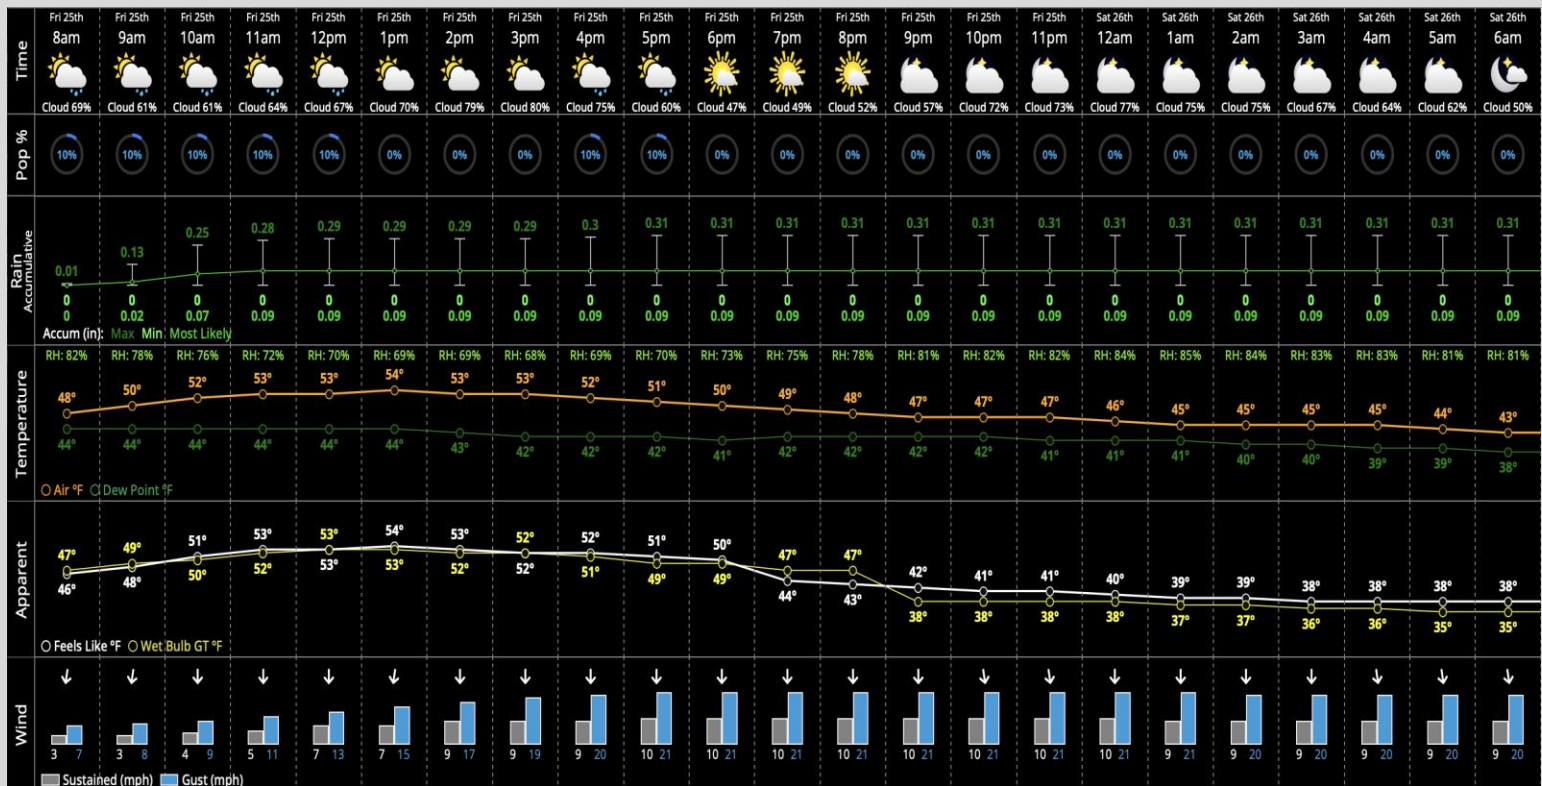 Time
Fri 25th Fri 25th Fri 25th Fri 25th Fri 25th Fri 25th Fri 25th Fri 25th Fri 25th Fri 25th Fri 25th Fri 25th Fri 25th Fri 25th Fri 25th Fri 25th Sat 26th Sat 26th Sat 26th Sat 26th Sat 26th Sat 26th Sat 26th
8am 9am 10am 11am 12pm 1pm 2pm 3pm 4pm 5pm 6pm 7pm 8pm 9pm 10pm 11pm 12am 1am 2am 3am 4am 5am 6am
Cloud 69% Cloud 61% Cloud 61% Cloud 64% Cloud 67% Cloud 70% Cloud 79% Cloud 80% Cloud 75% Cloud 60% Cloud 47% Cloud 49% Cloud 52% Cloud 57% Cloud 72% Cloud 73% Cloud 77% Cloud 75% Cloud 75% Cloud 67% Cloud 64% Cloud 62% Cloud 50%
Pop %
10% 10% 10% 10% 10% 0% 0% 0% 10% 10% 0% 0% 0% 0% 0% 0% 0% 0% 0% 0% 0% 0% 0%
Rain
Accumulative
0.01 0.13 0.25 0.28 0.29 0.29 0.29 0.29 0.3 0.31 0.31 0.31 0.31 0.31 0.31 0.31 0.31 0.31 0.31 0.31 0.31 0.31 0.31
0 0 0 0 0 0 0 0 0 0 0 0 0 0 0 0 0 0 0 0 0 0 0
0 0.02 0.07 0.09 0.09 0.09 0.09 0.09 0.09 0.09 0.09 0.09 0.09 0.09 0.09 0.09 0.09 0.09 0.09 0.09 0.09 0.09 0.09
Accum (in): Max Min Most Likely
Temperature
RH: 82% RH: 78% RH: 76% RH: 72% RH: 70% RH: 69% RH: 69% RH: 68% RH: 69% RH: 70% RH: 73% RH: 75% RH: 78% RH: 81% RH: 82% RH: 82% RH: 84% RH: 85% RH: 84% RH: 83% RH: 83% RH: 81% RH: 81%
48° 50° 52° 53° 53° 54° 53° 53° 52° 51° 50° 49° 48° 47° 47° 47° 46° 45° 45° 45° 45° 44° 43°
44° 44° 44° 44° 44° 44° 43° 42° 42° 42° 41° 42° 42° 42° 42° 41° 41° 41° 40° 40° 39° 39° 38°
Air °F Dew Point °F
Apparent
47° 49° 51° 53° 53° 54° 53° 52° 52° 51° 50° 47° 47° 42° 41° 41° 40° 39° 39° 38° 38° 38° 38°
46° 48° 50° 52° 53° 53° 52° 52° 51° 49° 49° 44° 43° 38° 38° 38° 38° 37° 37° 36° 36° 35° 35°
Feels Like °F Wet Bulb GT °F
Wind
3 7 3 8 4 9 5 11 7 13 7 15 9 17 9 19 9 20 10 21 10 21 10 21 10 21 10 21 10 21 10 21 10 21 9 21 9 20 9 20 9 20 9 20 9 20
Sustained (mph) Gust (mph)